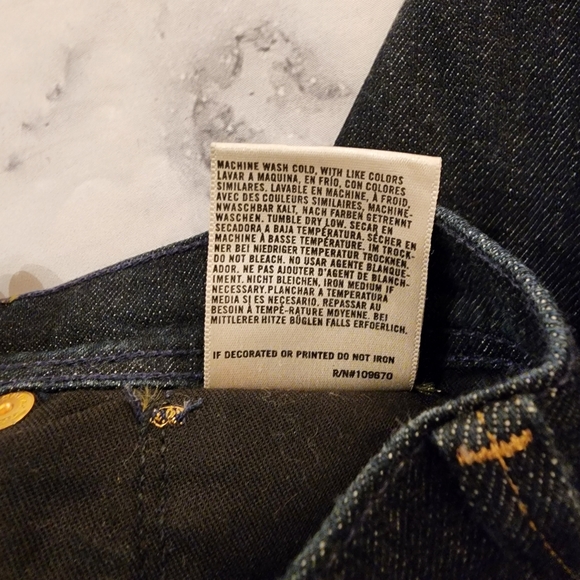 MACHINE WASH COLD, WITH LIKE COLORS
LAVAR A MAQUINA, EN FRÍO, CON COLORES
SIMILARES, LAVABLE EN MACHINE, À FROID,
AVEC DES COULEURS SIMILAIRES, MACHINE-
NWASCHBAR KALT, NACH FARBEN GETRENNT
WASCHEN. TUMBLE DRY LOW. SECAR EN
SECADORA A BAJA TEMPERATURA. SÉCHER EN
MACHINE À BASSE TEMPÉRATURE. IM TROCK-
NER BEI NIEDRIGER TEMPERATUR TROCKNEN
DO NOT BLEACH. NO USAR AGENTE BLANQUE-
ADOR. NE PAS AJOUTER D'AGENT DE BLANCH-
IMENT. NICHT BLEICHEN, IRON MEDIUM IF
NECESSARY.PLANCHAR A TEMPERATURA
MEDIA SI ES NECESARIO. REPASSAR AU
BESOIN À TEMPÉ-RATURE MOYENNE. BEI
MITTLERER HITZE BÜGLEN FALLS ERFOERLICH.
IF DECORATED OR PRINTED DO NOT IRON
R/N#109670